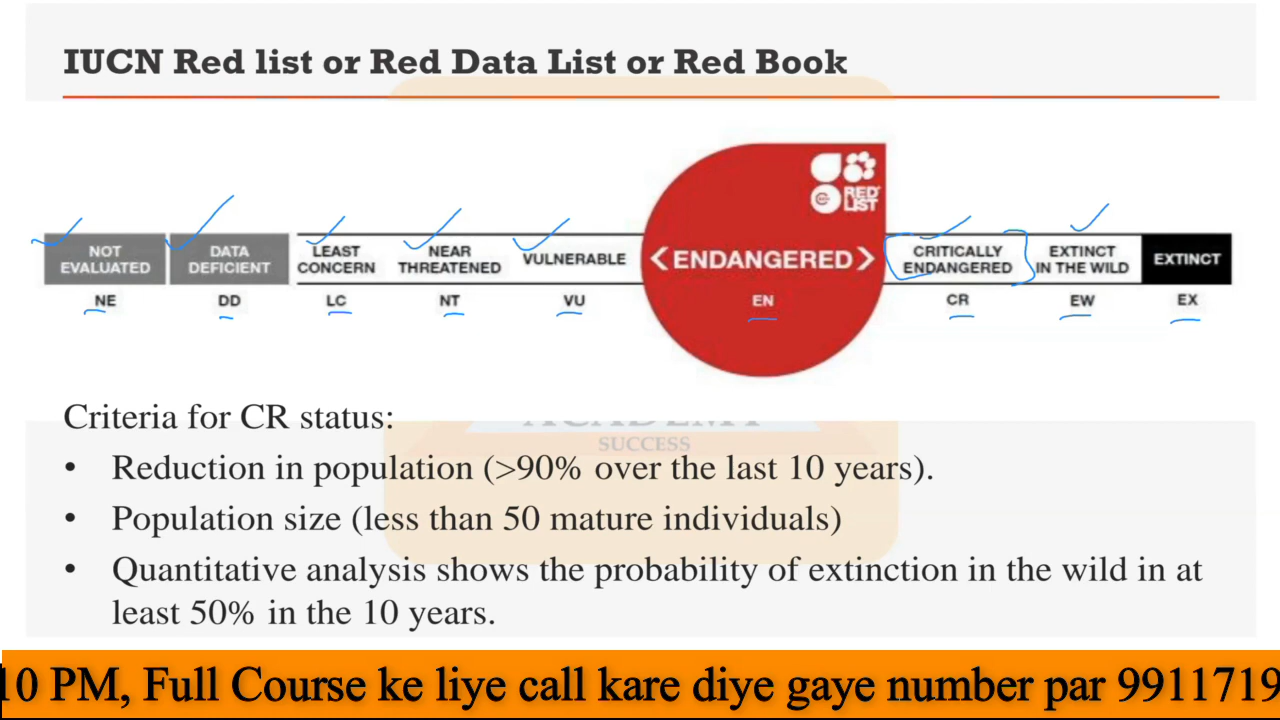 IUCN Red list or Red Data List or Red Book
RED
LIST
NOT EVALUATED
DATA DEFICIENT
LEAST CONCERN
NEAR THREATENED
VULNERABLE
<ENDANGERED>
CRITICALLY ENDANGERED
EXTINCT IN THE WILD
EXTINCT
NE
DD
LC
NT
VU
EN
CR
EW
EX
Criteria for CR status:
ACADEMY
SUCCESS
• Reduction in population (>90% over the last 10 years).
• Population size (less than 50 mature individuals)
• Quantitative analysis shows the probability of extinction in the wild in at
least 50% in the 10 years.
10 PM, Full Course ke liye call kare diye gaye number par 9911719